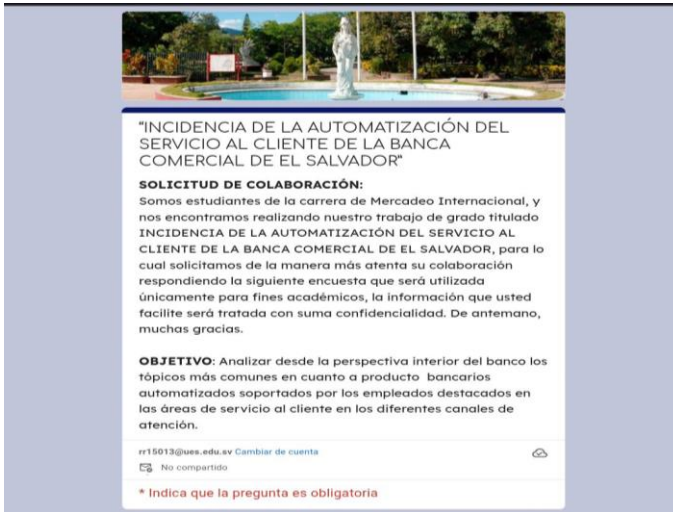 "INCIDENCIA DE LA AUTOMATIZACIÓN DEL
SERVICIO AL CLIENTE DE LA BANCA
COMERCIAL DE EL SALVADOR"
SOLICITUD DE COLABORACIÓN:
Somos estudiantes de la carrera de Mercadeo Internacional, y
nos encontramos realizando nuestro trabajo de grado titulado
INCIDENCIA DE LA AUTOMATIZACIÓN DEL SERVICIO AL
CLIENTE DE LA BANCA COMERCIAL DE EL SALVADOR, para lo
cual solicitamos de la manera más atenta su colaboración
respondiendo la siguiente encuesta que será utilizada
únicamente para fines académicos, la información que usted
facilite será tratada con suma confidencialidad. De antemano,
muchas gracias.
OBJETIVO: Analizar desde la perspectiva interior del banco los
tópicos más comunes en cuanto a producto bancarios
automatizados soportados por los empleados destacados en
las áreas de servicio al cliente en los diferentes canales de
atención.
rr15013@ues.edu.sv Cambiar de cuenta
No compartido
* Indica que la pregunta es obligatoria